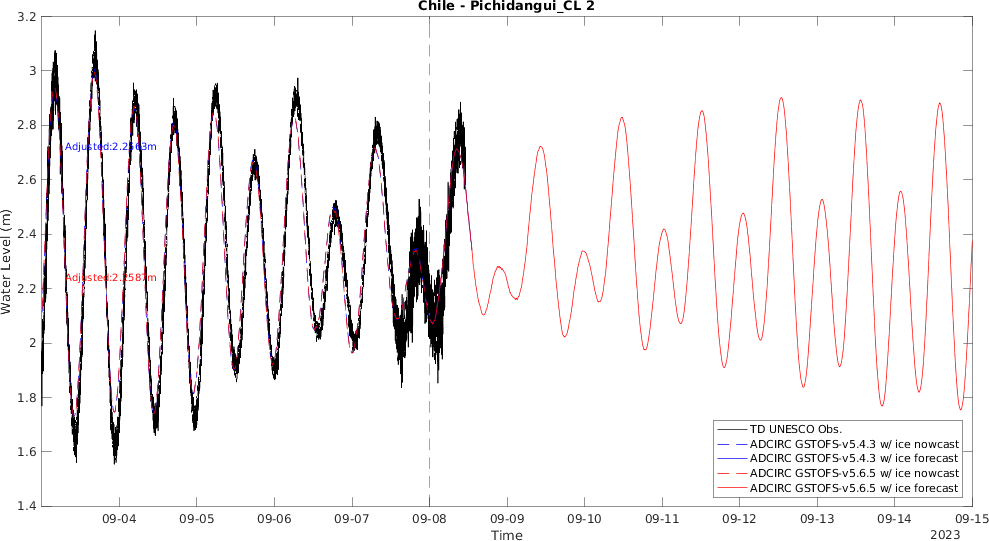 Chile - Pichidangui_CL 2
3.2
3
2.8
2.6
2.4
2.2
2
1.8
1.6
1.4
Water Level (m)
Adjusted:2.2563m
Adjusted:2.2587m
TD UNESCO Obs.
ADCIRC GSTOFS-v5.4.3 w/ ice nowcast
ADCIRC GSTOFS-v5.4.3 w/ ice forecast
ADCIRC GSTOFS-v5.6.5 w/ ice nowcast
ADCIRC GSTOFS-v5.6.5 w/ ice forecast
09-04 09-05 09-06 09-07 09-08 09-09 09-10 09-11 09-12 09-13 09-14 09-15
Time
2023